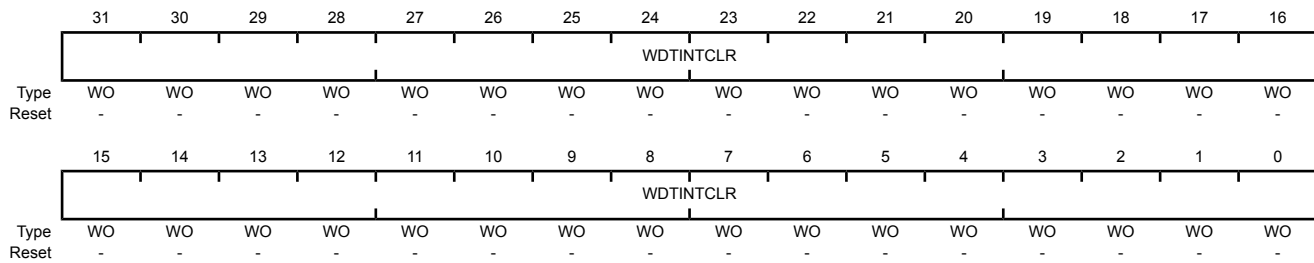 31 30 29 28 27 26 25 24 23 22 21 20 19 18 17 16
WDTINTCLR
Type WO WO WO WO WO WO WO WO WO WO WO WO WO WO WO WO
Reset - - - - - - - - - - - - - - - -
15 14 13 12 11 10 9 8 7 6 5 4 3 2 1 0
WDTINTCLR
Type WO WO WO WO WO WO WO WO WO WO WO WO WO WO WO WO
Reset - - - - - - - - - - - - - - - -